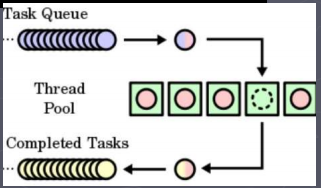 Task Queue
...
Thread
Pool
Completed Tasks
...